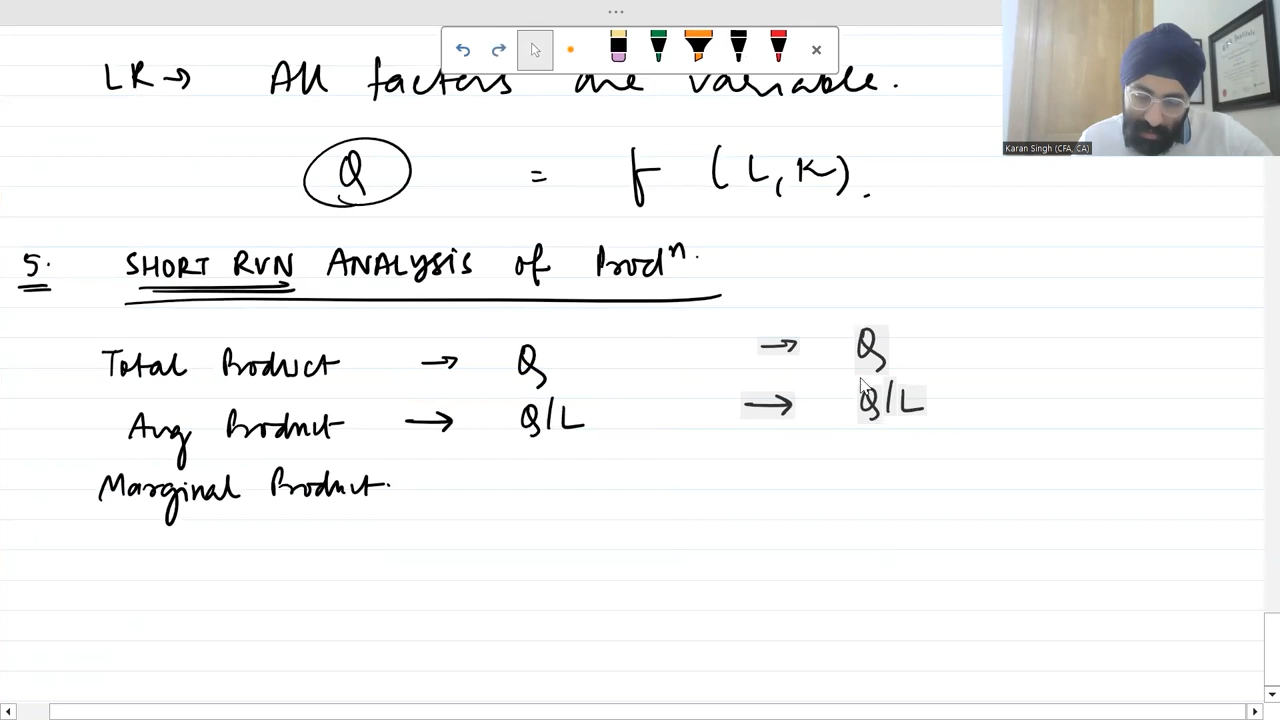 LR → All factors are variable.
Karan Singh (CFA, CA)
Q = f (L, K).
5. SHORT RUN ANALYSIS of Prodn.
Total Product → Q → Q
Avg Product → Q/L → Q/L
Marginal Product.